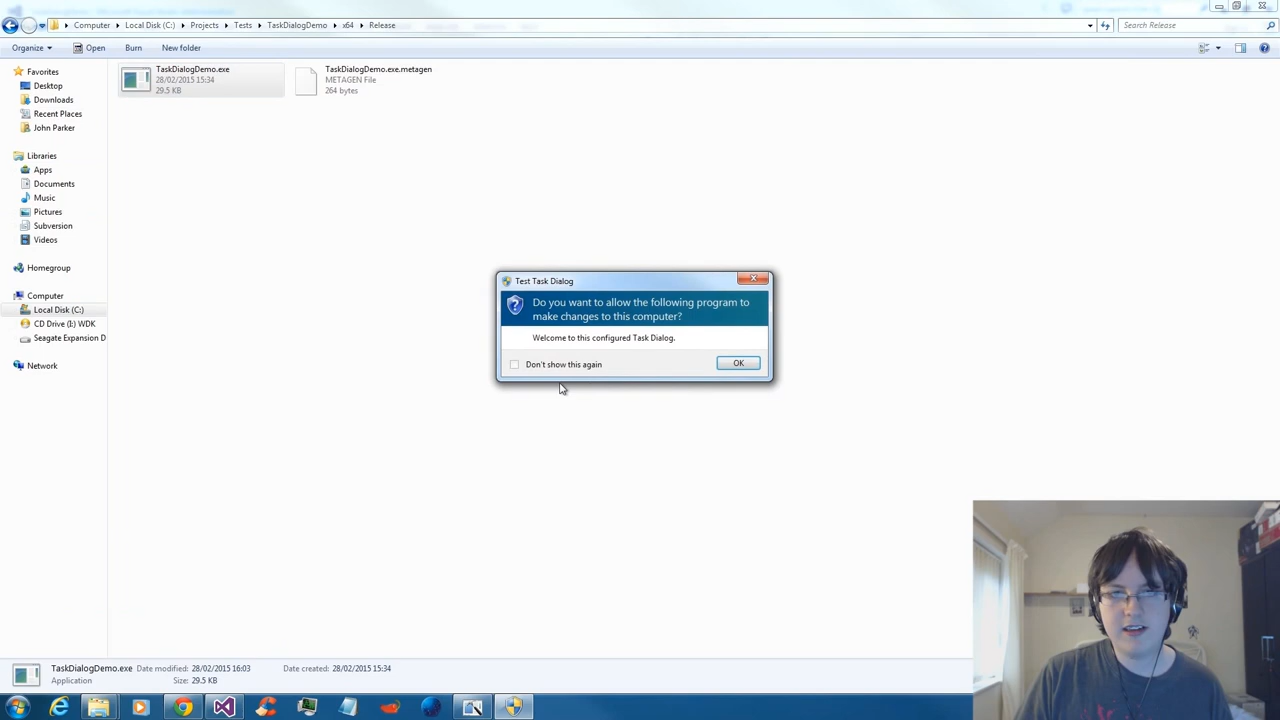 Computer Local Disk (C:) Projects Tests TaskDialogDemo x64 Release
Search Release
Organize Open Burn New folder
Favorites
Desktop
Downloads
Recent Places
John Parker
Libraries
Apps
Documents
Music
Pictures
Subversion
Videos
Homegroup
Computer
Local Disk (C:)
CD Drive (I:) WDK
Seagate Expansion D
Network
TaskDialogDemo.exe
28/02/2015 15:34
29.5 KB
TaskDialogDemo.exe.metagen
METAGEN File
264 bytes
Test Task Dialog
Do you want to allow the following program to
make changes to this computer?
Welcome to this configured Task Dialog.
Don't show this again
OK
TaskDialogDemo.exe Date modified: 28/02/2015 16:03 Date created: 28/02/2015 15:34
Application Size: 29.5 KB